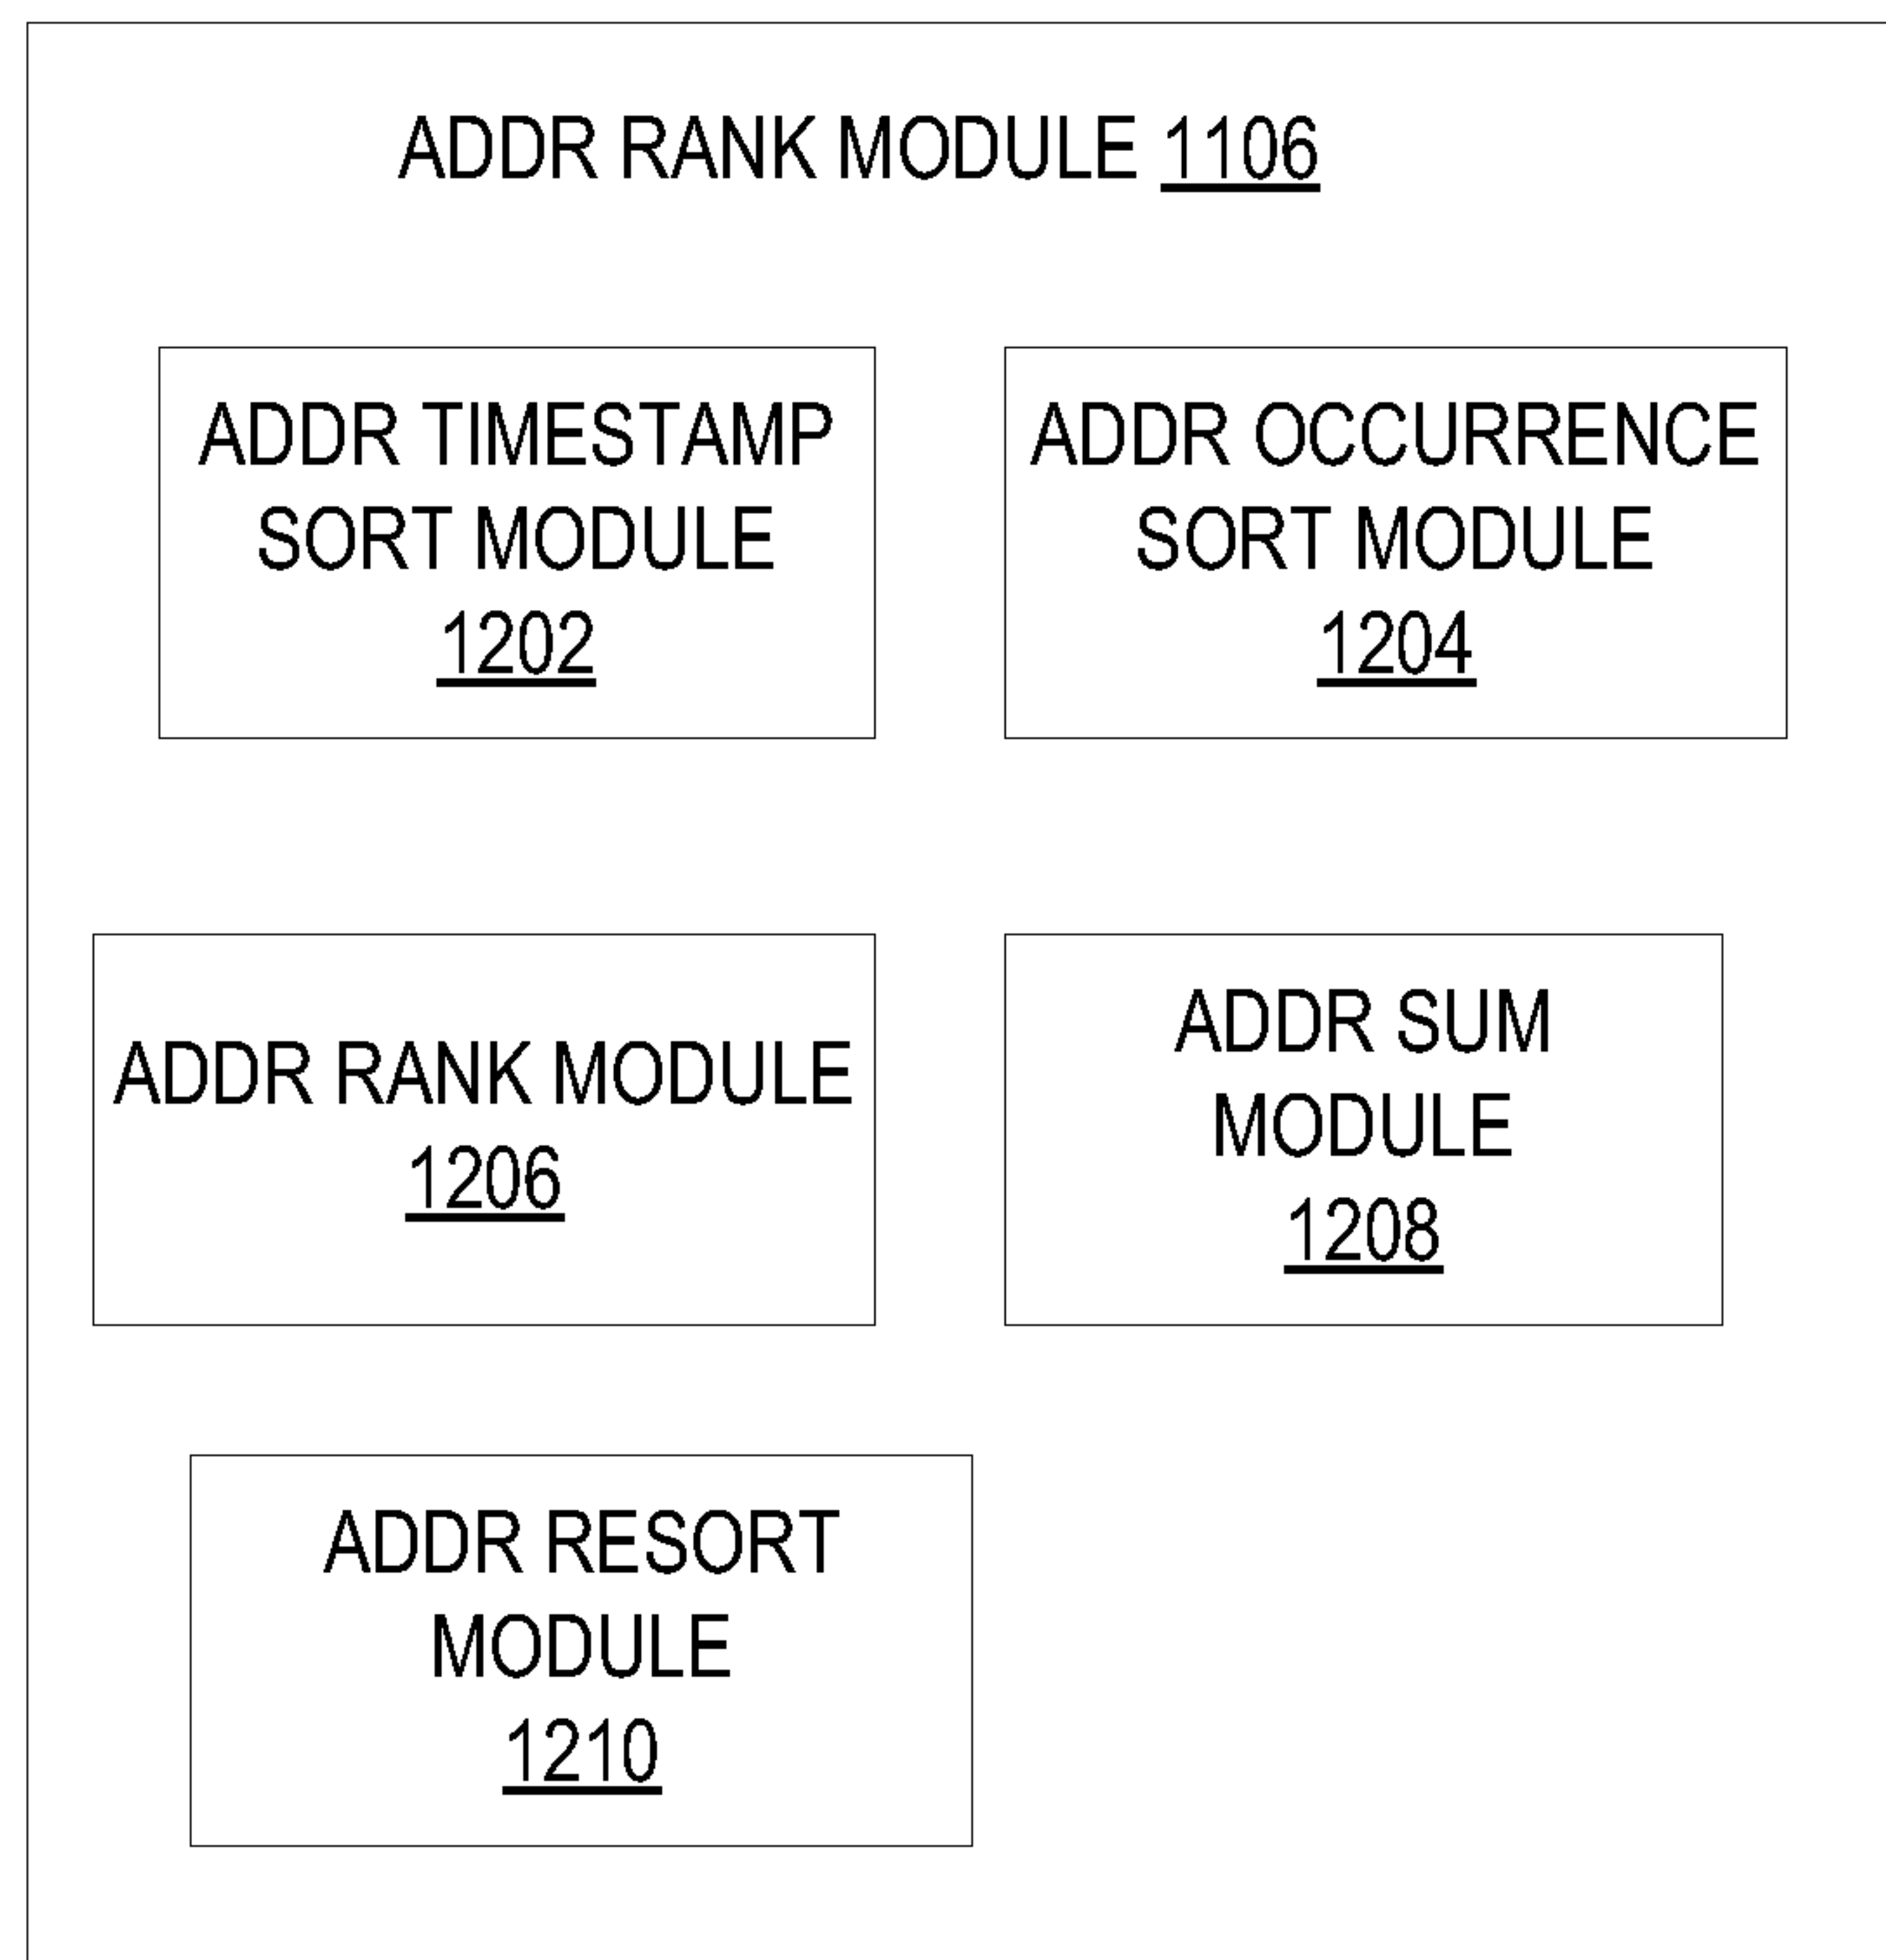 ADDR RANK MODULE 1106
ADDR TIMESTAMP
SORT MODULE
1202
ADDR OCCURRENCE
SORT MODULE
1204
ADDR RANK MODULE
1206
ADDR SUM
MODULE
1208
ADDR RESORT
MODULE
1210